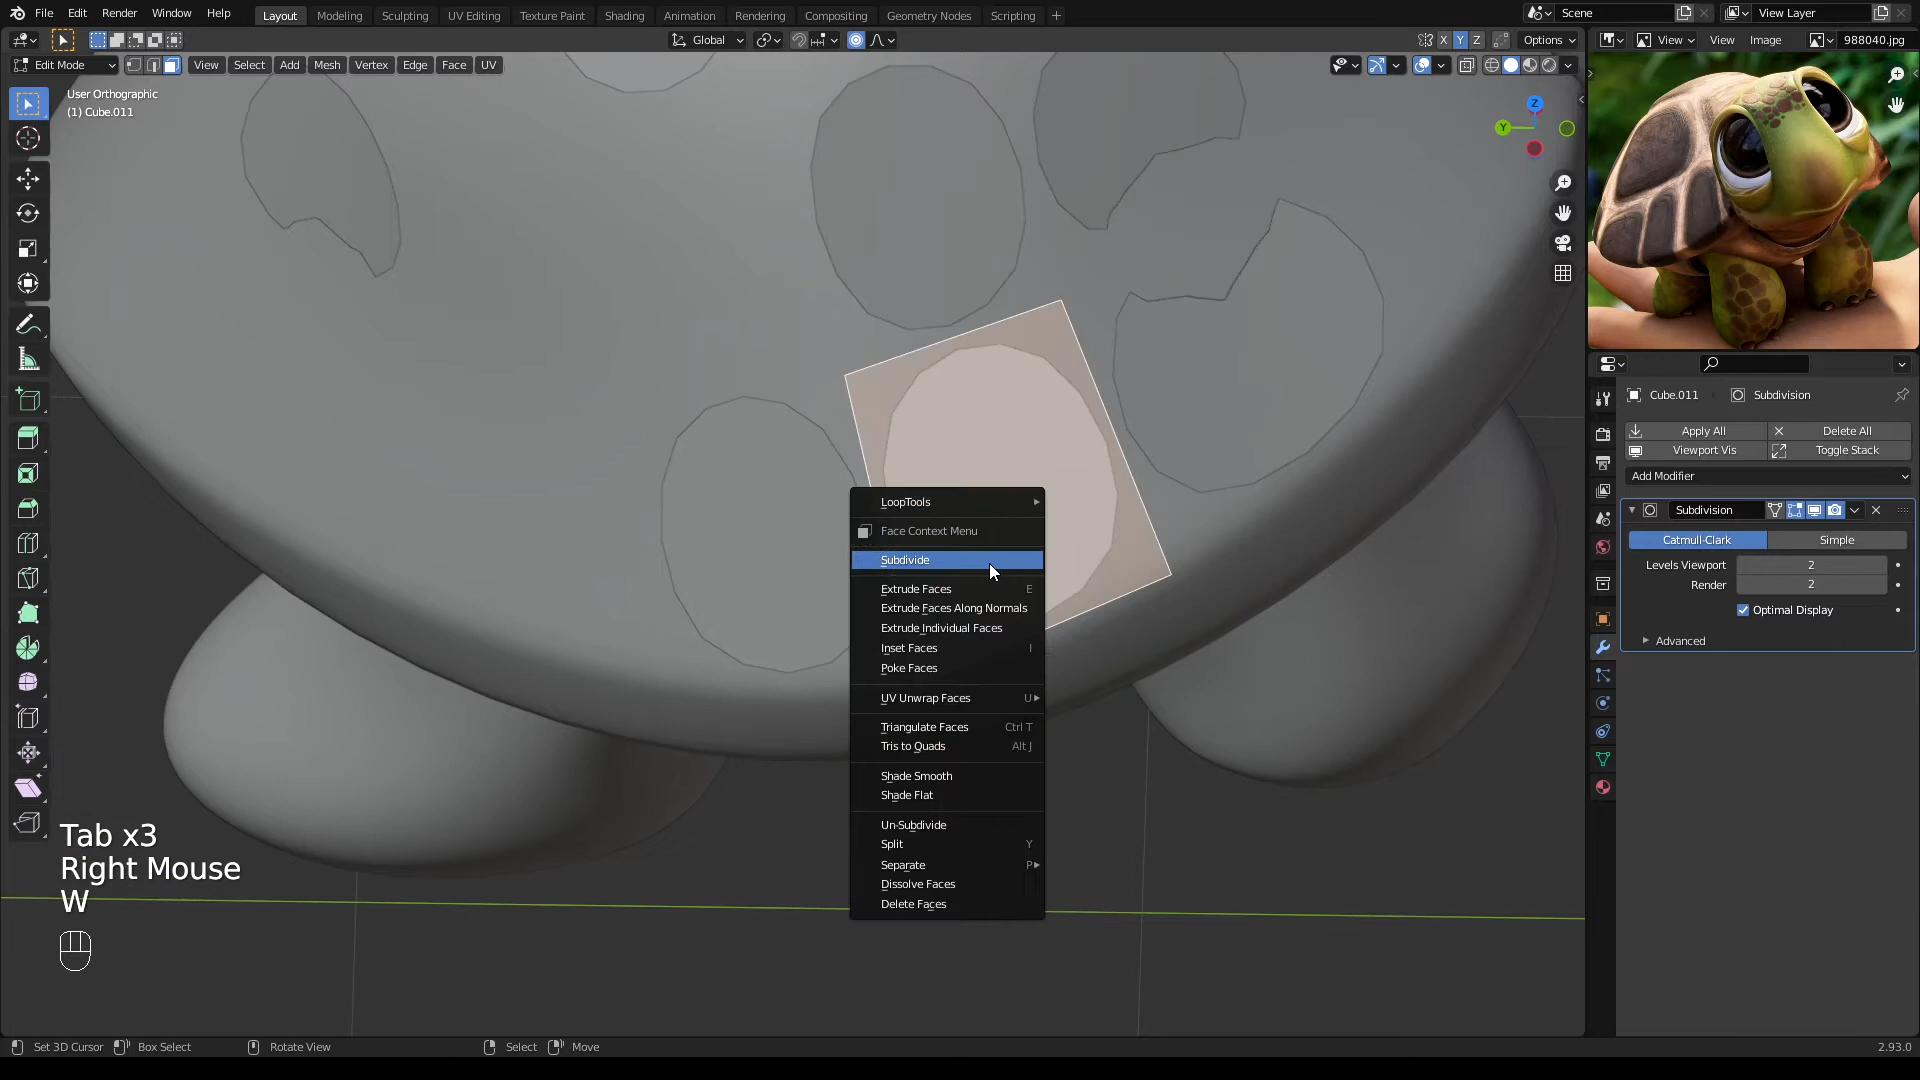 File Edit Render Window Help
Layout Modeling Sculpting UV Editing Texture Paint Shading Animation Rendering Compositing Geometry Nodes Scripting +
Scene
View Layer
Global
X Y Z
Options
View View Image 988040.jpg
Edit Mode
View Select Add Mesh Vertex Edge Face UV
User Orthographic
(1) Cube.011
Z
Y
Cube.011 Subdivision
Apply All Delete All
Viewport Vis Toggle Stack
Add Modifier
Subdivision
Catmull-Clark Simple
Levels Viewport 2
Render 2
Optimal Display
Advanced
LoopTools
Face Context Menu
Subdivide
Extrude Faces E
Extrude Faces Along Normals
Extrude Individual Faces
Inset Faces I
Poke Faces
UV Unwrap Faces U
Triangulate Faces Ctrl T
Tris to Quads Alt J
Shade Smooth
Shade Flat
Un-Subdivide
Split Y
Separate P
Dissolve Faces
Delete Faces
Tab x3
Right Mouse
W
Set 3D Cursor Box Select Rotate View Select Move
2.93.0